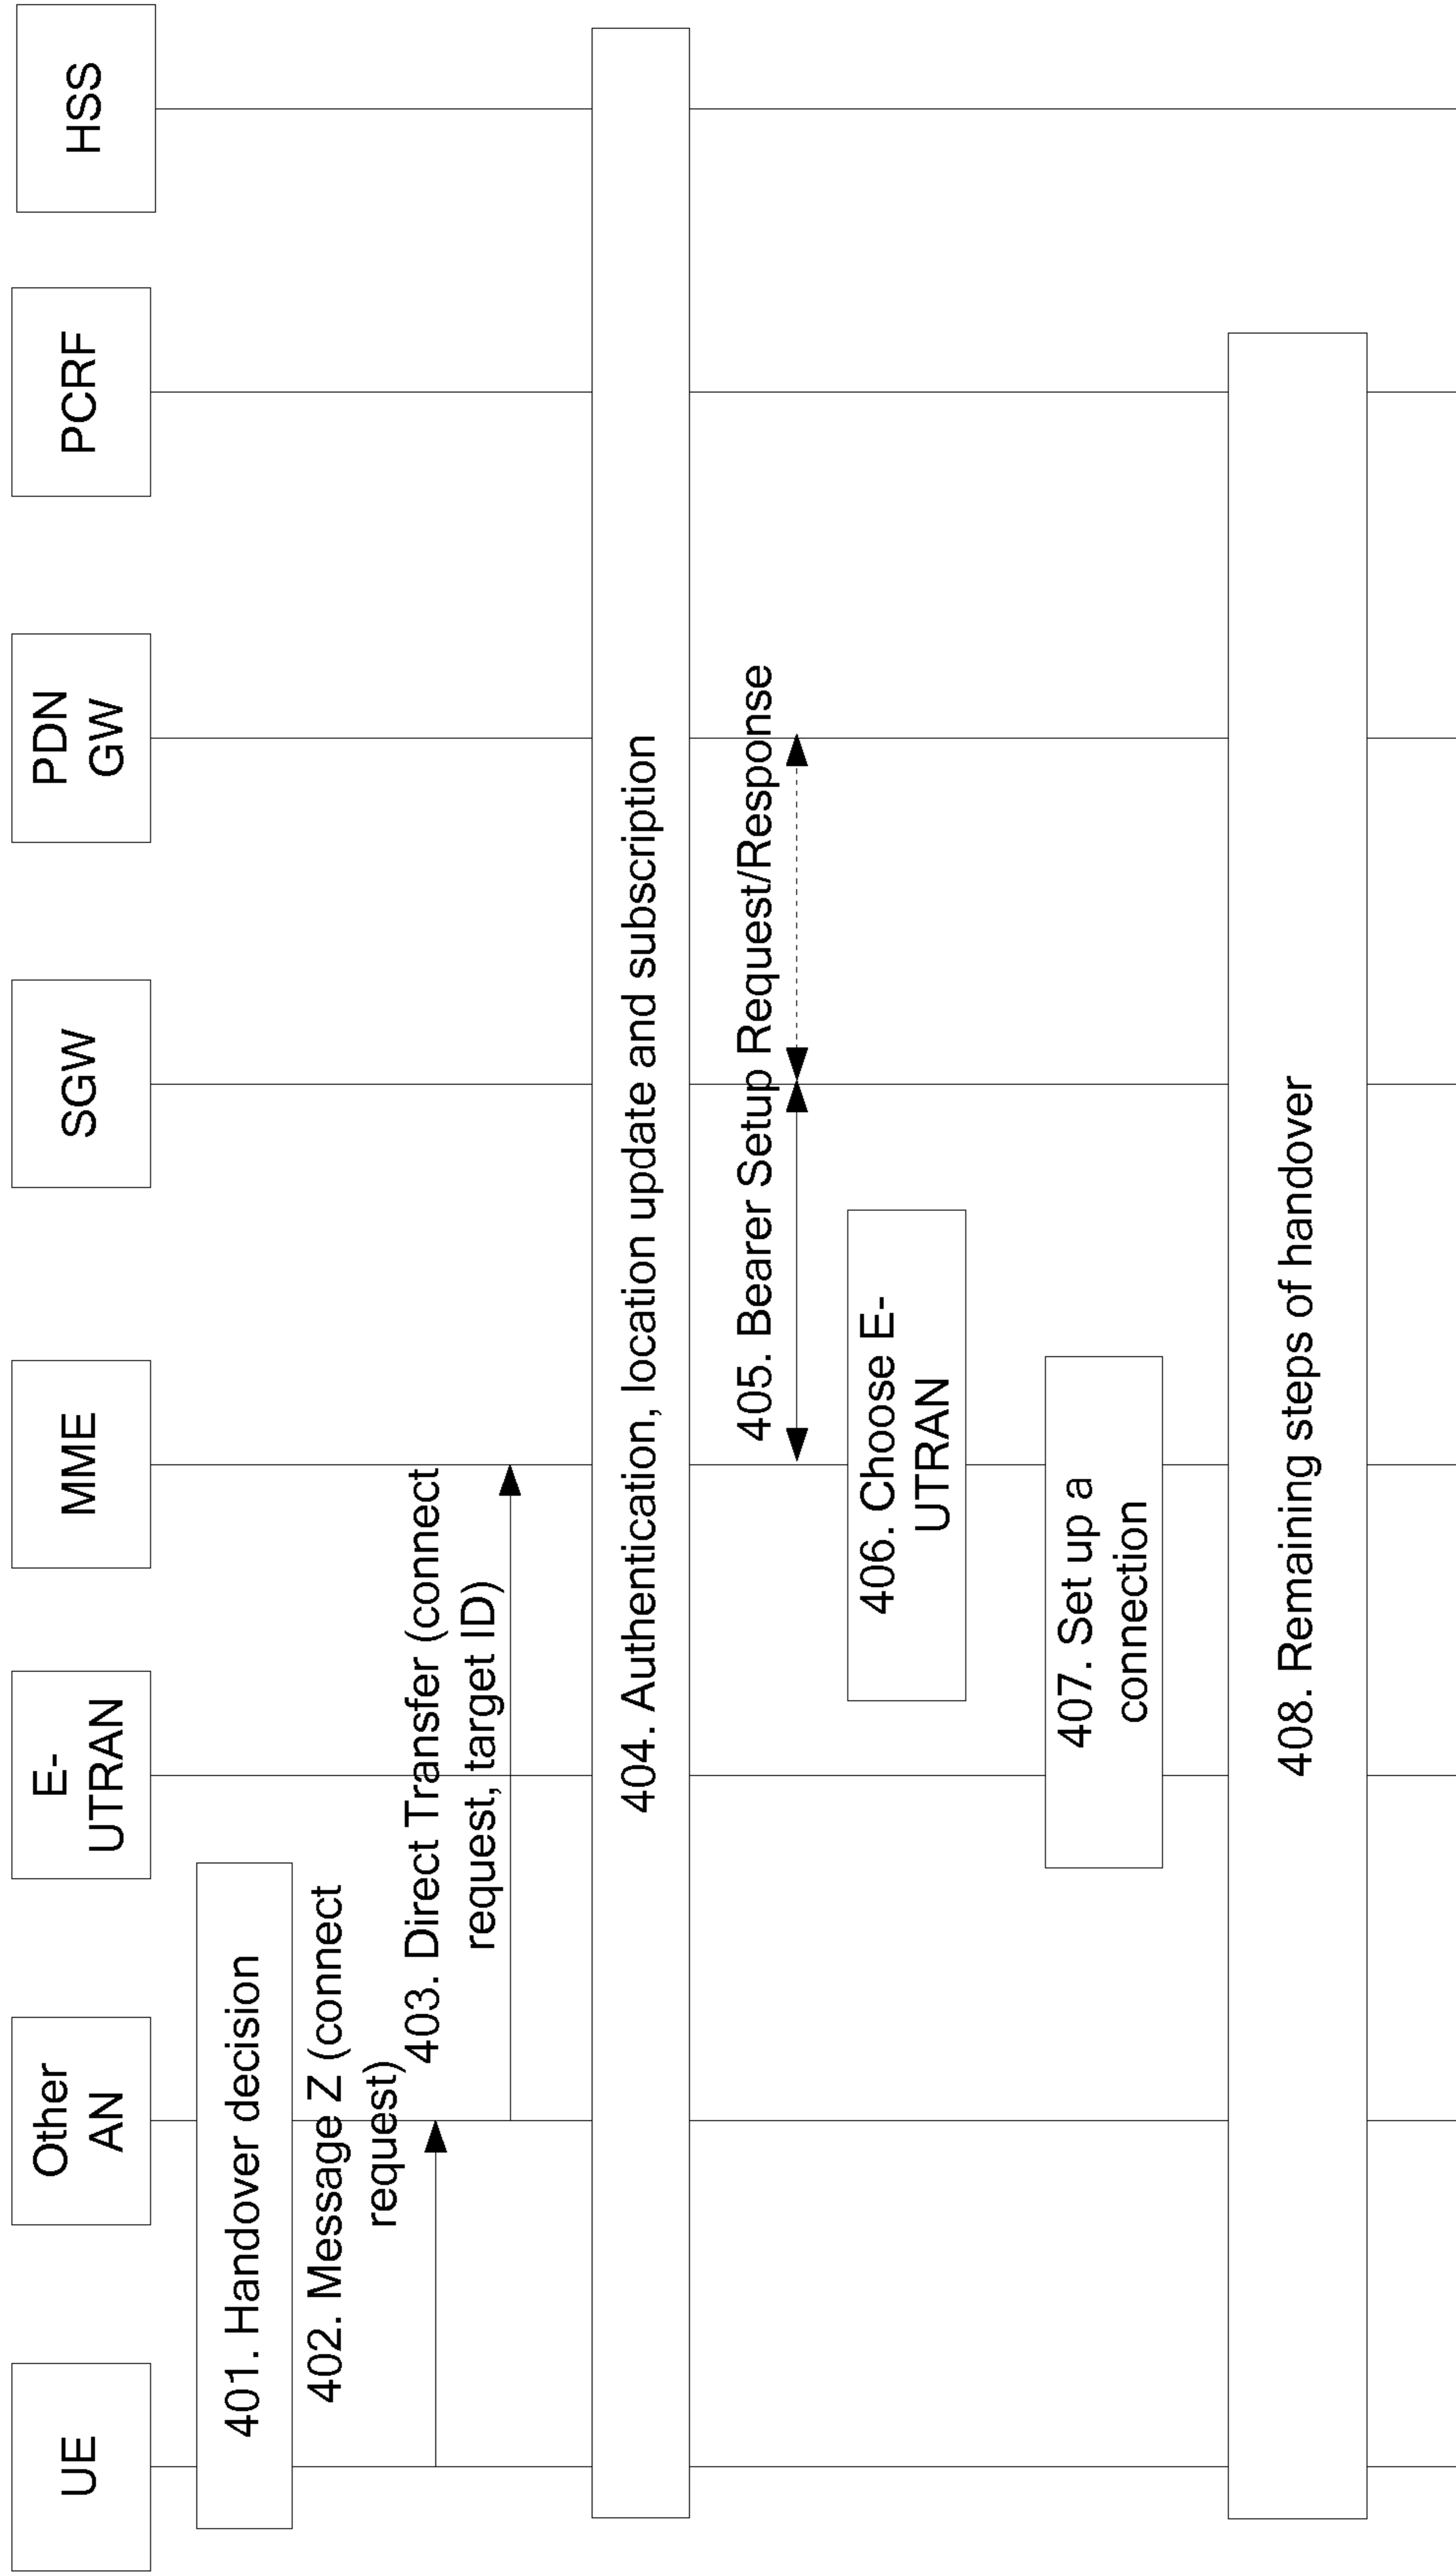 UE
Other
AN
E-
UTRAN
MME
SGW
PDN
GW
PCRF
HSS
401. Handover decision
402. Message Z (connect
request)
403. Direct Transfer (connect
request, target ID)
404. Authentication, location update and subscription
405. Bearer Setup Request/Response
406. Choose E-
UTRAN
407. Set up a
connection
408. Remaining steps of handover